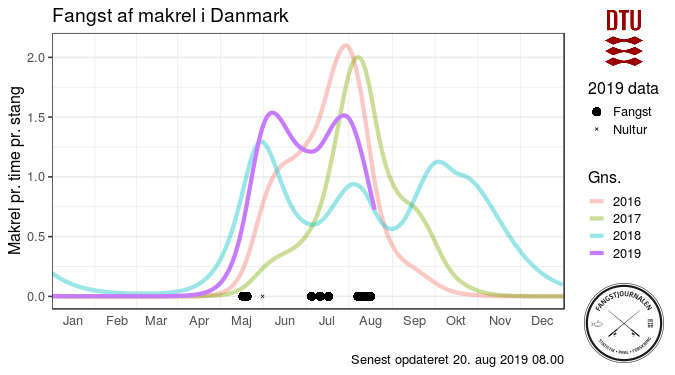 Fangst af makrel i Danmark
DTU
Makrel pr. time pr. stang
2.0
1.5
1.0
0.5
0.0
Jan Feb Mar Apr Maj Jun Jul Aug Sep Okt Nov Dec
2019 data
Fangst
Nultur
Gns.
2016
2017
2018
2019
FANGSTJOURNALEN
Senest opdateret 20. aug 2019 08.00